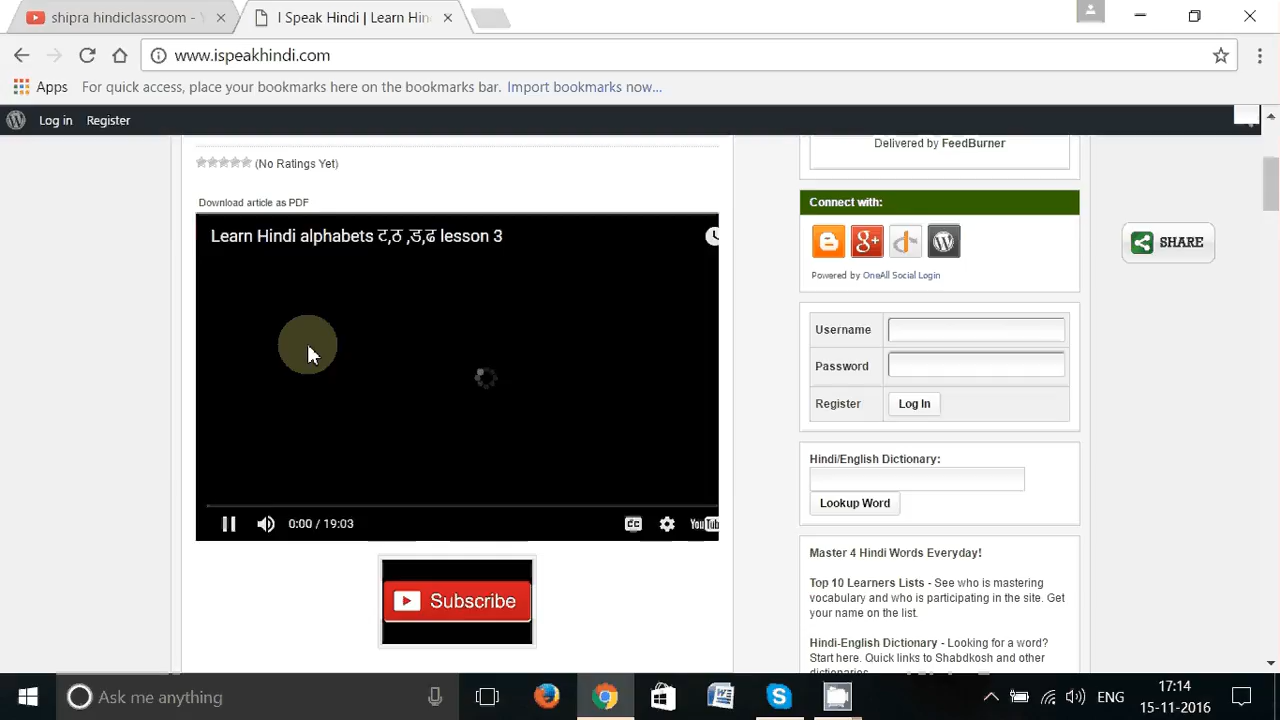 shipra hindiclassroom - Y
I Speak Hindi | Learn Hin
www.ispeakhindi.com
Apps For quick access, place your bookmarks here on the bookmarks bar. Import bookmarks now...
Log in Register
(No Ratings Yet)
Download article as PDF
Learn Hindi alphabets ट,ठ ,ड,ढ lesson 3
0:00 / 19:03
CC
YouTub
Subscribe
Delivered by FeedBurner
Connect with:
Powered by OneAll Social Login
Username
Password
Register Log In
Hindi/English Dictionary:
Lookup Word
Master 4 Hindi Words Everyday!
Top 10 Learners Lists - See who is mastering
vocabulary and who is participating in the site. Get
your name on the list.
Hindi-English Dictionary - Looking for a word?
Start here. Quick links to Shabdkosh and other
dictionaries.
SHARE
Ask me anything
ENG
17:14
15-11-2016